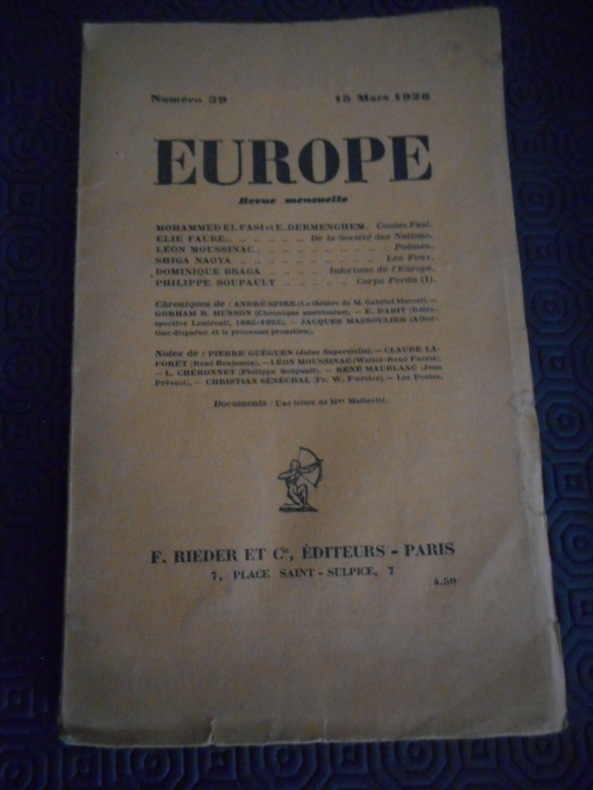 Numéro 39 15 Mars 1926
EUROPE
Revue mensuelle
MOHAMMED EL FASI et E. DERMENGHEM. Contes Fasi.
ÉLIE FAURE. .. .. .. .. .. .. De la Société des Nations.
LÉON MOUSSINAC. .. .. .. .. .. .. .. .. Poèmes.
SHIGA NAOYA .. .. .. .. .. .. .. .. .. Les Feux.
DOMINIQUE BRAGA .. .. .. .. Infortune de l'Europe.
PHILIPPE SOUPAULT .. .. .. .. .. Corps Perdu (I).
Chroniques de : ANDRÉ SPIRE (Le théâtre de M. Gabriel Marcel). —
GORHAM B. MUNSON (Chronique américaine). — E. DABIT (Rétro-
spective Lautreuil, 1885-1925). — JACQUES MASSOULIER (Alber-
tine disparue et le processus proustien).
Notes de : PIERRE GUÉGUEN (Jules Supervielle). — CLAUDE LA-
FORÊT (René Benjamin). — LÉON MOUSSINAC (Walter-René Fuerst).
— L. CHÉRONNET (Philippe Soupault). — RENÉ MAUBLANC (Jean
Prévost). — CHRISTIAN SÉNÉCHAL (Fr. W. Fœrster). — Les Poètes.
Documents : Une lettre de Mme Matteotti.
F. RIEDER ET Cie, ÉDITEURS - PARIS
7, PLACE SAINT-SULPICE, 7
4.50